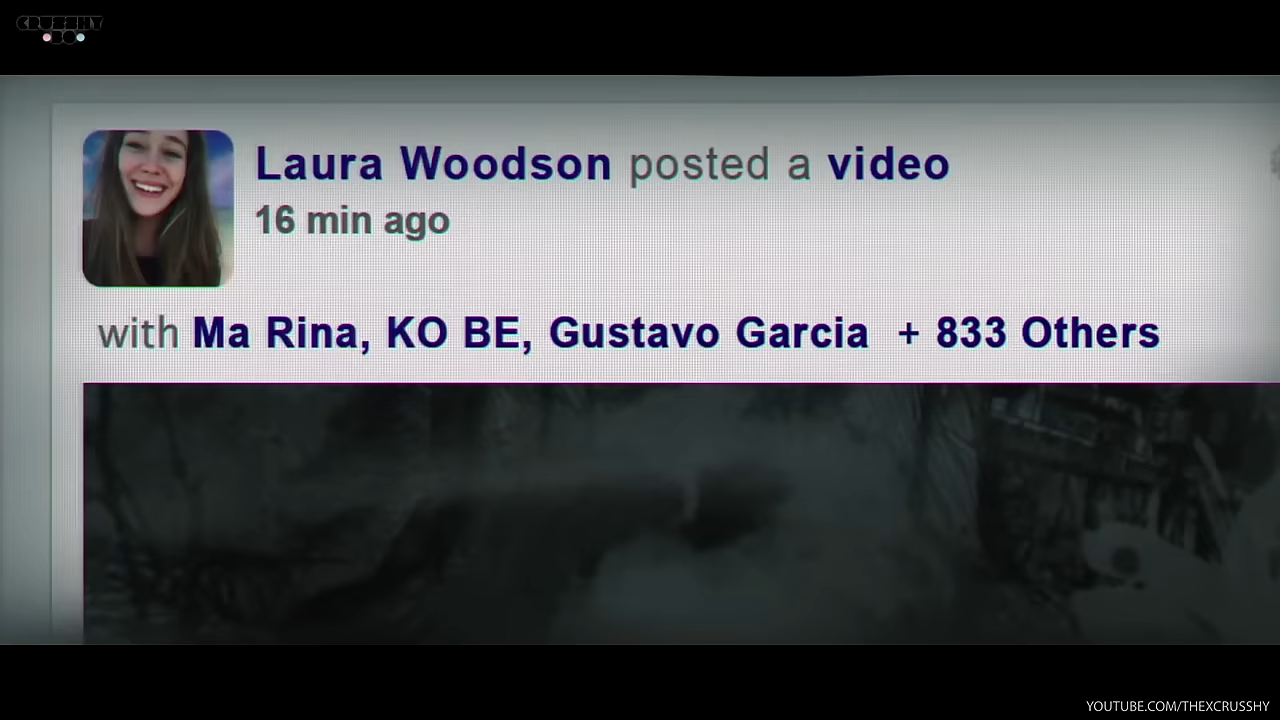 CRUSSHY
Laura Woodson posted a video
16 min ago
with Ma Rina, KO BE, Gustavo Garcia + 833 Others
YOUTUBE.COM/THEXCRUSSHY